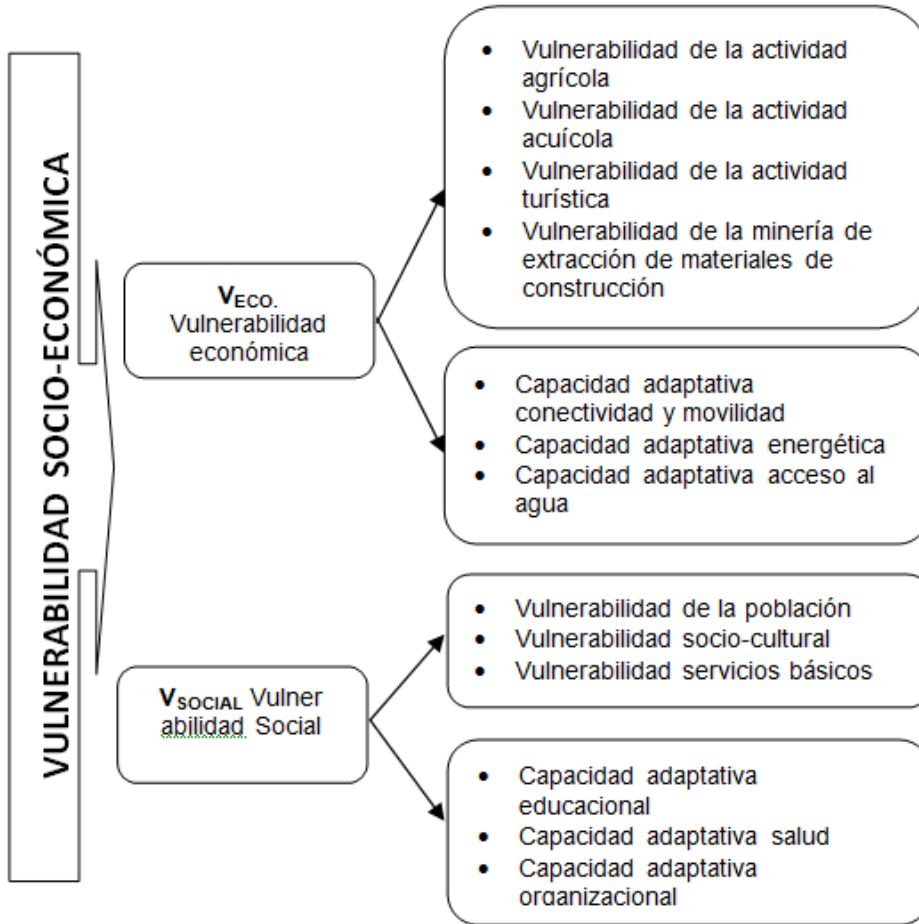 VULNERABILIDAD SOCIO-ECONÓMICA
V_ECO.
Vulnerabilidad
económica
• Vulnerabilidad de la actividad
agrícola
• Vulnerabilidad de la actividad
acuícola
• Vulnerabilidad de la actividad
turística
• Vulnerabilidad de la minería de
extracción de materiales de
construcción
• Capacidad adaptativa
conectividad y movilidad
• Capacidad adaptativa energética
• Capacidad adaptativa acceso al
agua
V_SOCIAL Vulner
abilidad Social
• Vulnerabilidad de la población
• Vulnerabilidad socio-cultural
• Vulnerabilidad servicios básicos
• Capacidad adaptativa
educacional
• Capacidad adaptativa salud
• Capacidad adaptativa
organizacional